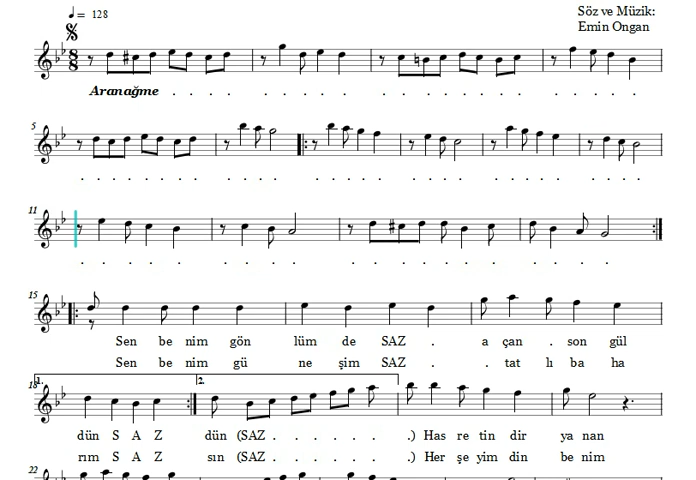 ♩ = 128
Söz ve Müzik:
Emin Ongan
8
8
Aranağme . . . . . . . . . . . . . . . . . . . .
5
. . . . . . . . . . . . . . . . . . . . . . . . . . .
11
. . . . . . . . . . . . . . . . . . .
15
Sen be nim gön lüm de SAZ . . a çan . son gül
Sen be nim gü ne şim SAZ . . . tat lı ba ha
1. 2.
18
dün S A Z dün (SAZ . . . . . .) Has re tin dir ya nan
rım S A Z sın (SAZ . . . . . .) Her şe yim din be nim
22